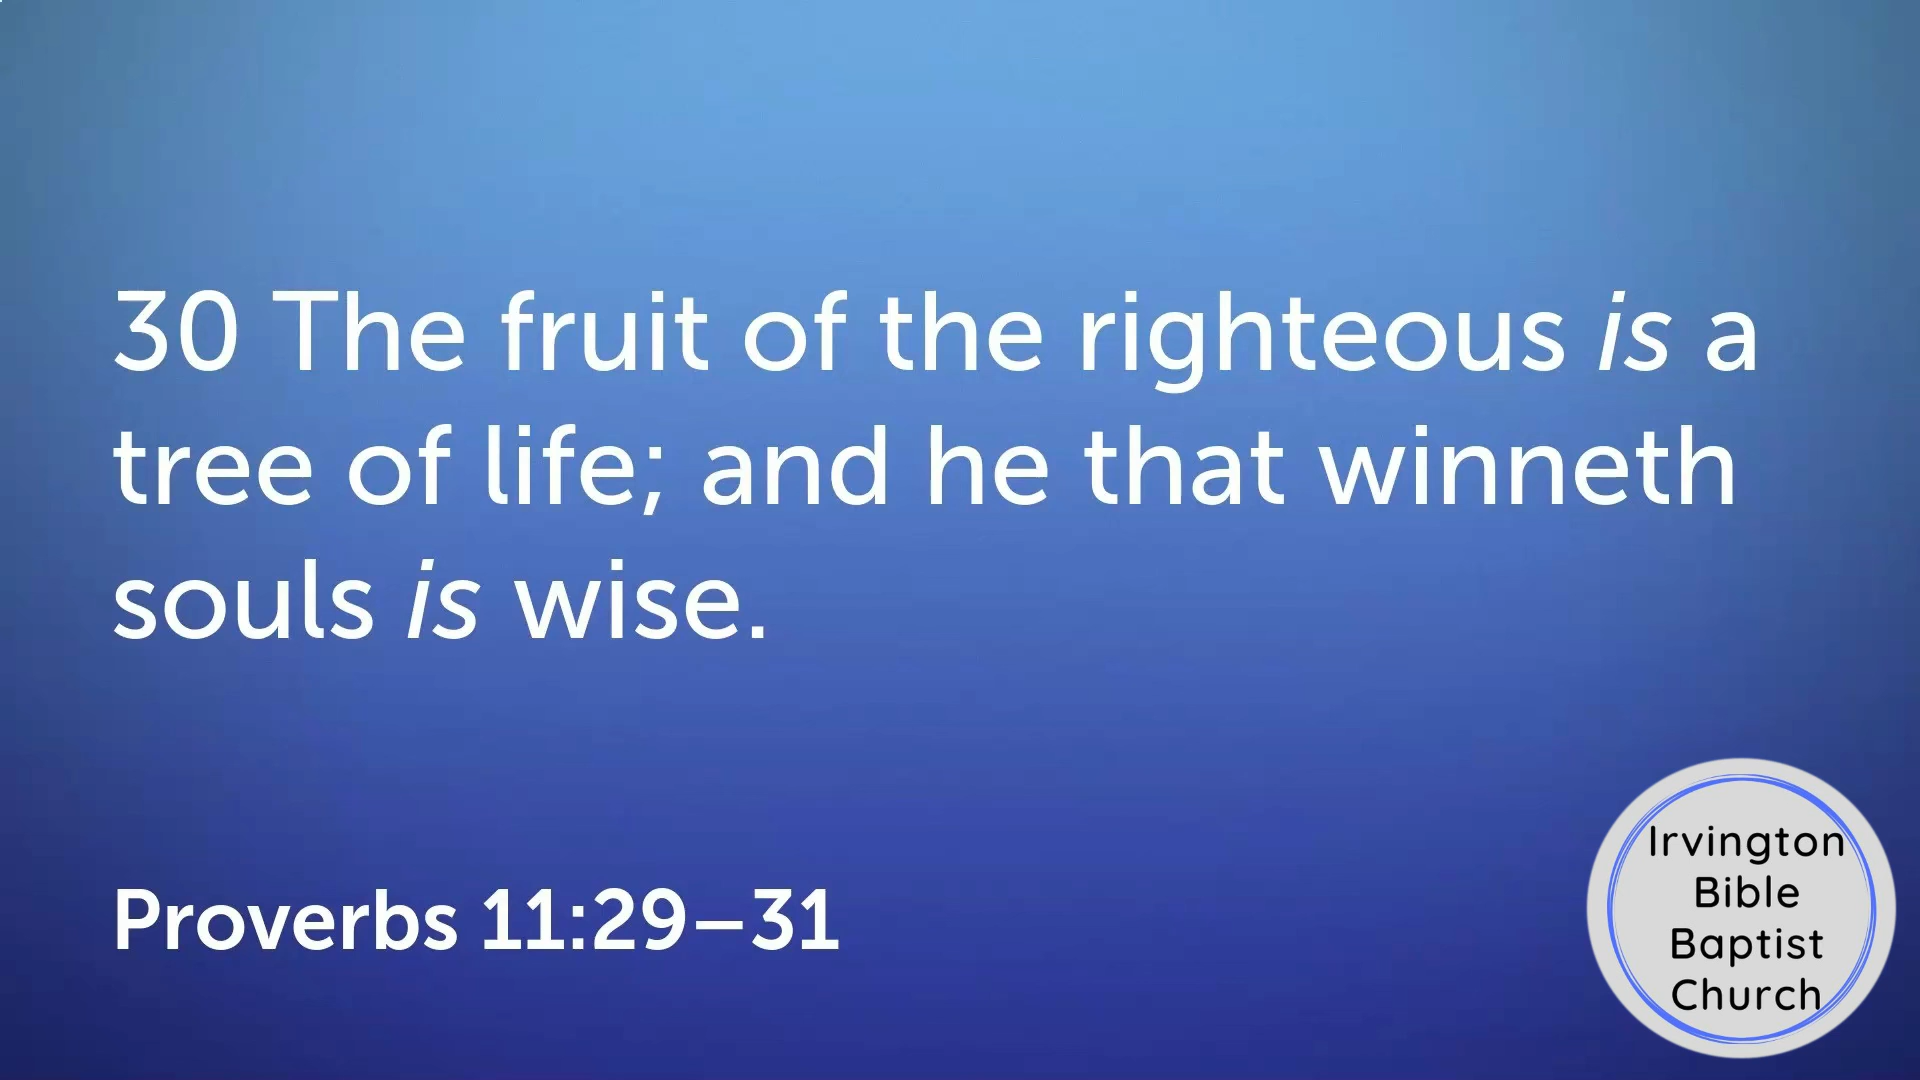 30 The fruit of the righteous is a
tree of life; and he that winneth
souls is wise.
Proverbs 11:29–31
Irvington
Bible
Baptist
Church